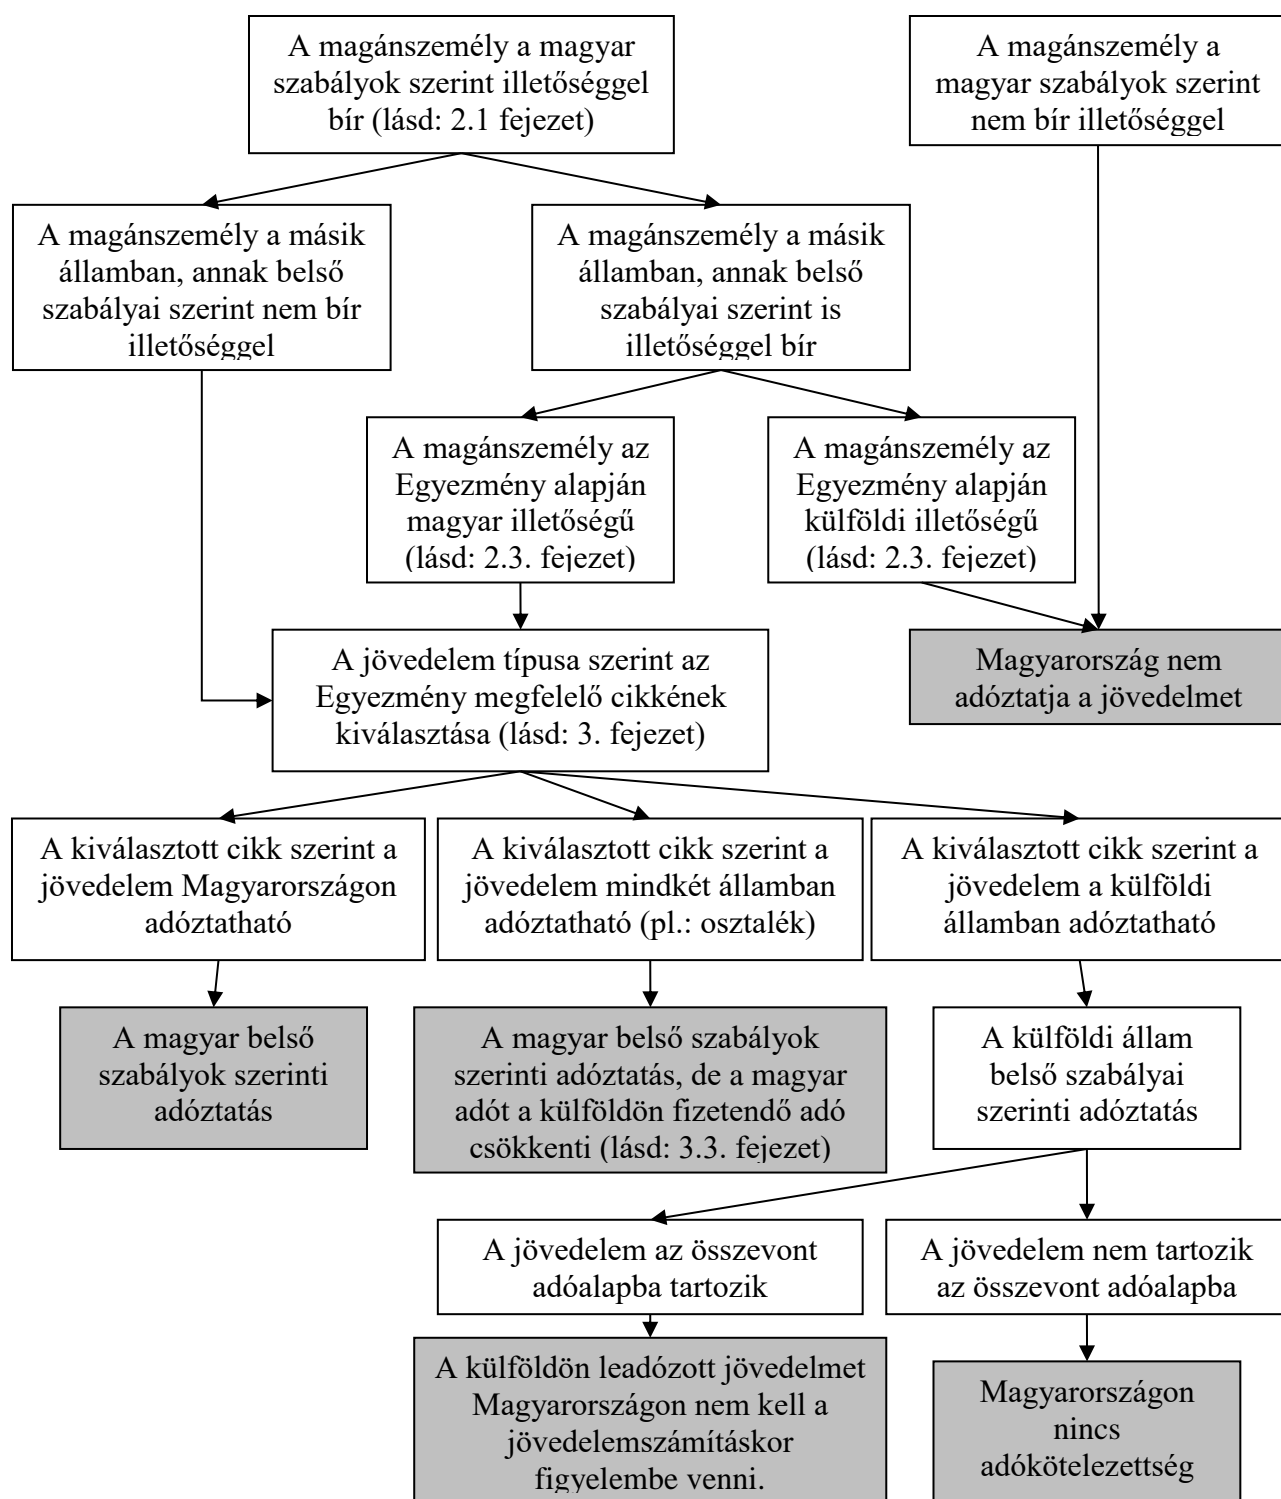 A magánszemély a magyar
szabályok szerint illetőséggel
bír (lásd: 2.1 fejezet)
A magánszemély a
magyar szabályok szerint
nem bír illetőséggel
A magánszemély a másik
államban, annak belső
szabályai szerint nem bír
illetőséggel
A magánszemély a másik
államban, annak belső
szabályai szerint is
illetőséggel bír
A magánszemély az
Egyezmény alapján
magyar illetőségű
(lásd: 2.3. fejezet)
A magánszemély az
Egyezmény alapján
külföldi illetőségű
(lásd: 2.3. fejezet)
A jövedelem típusa szerint az
Egyezmény megfelelő cikkének
kiválasztása (lásd: 3. fejezet)
Magyarország nem
adóztatja a jövedelmet
A kiválasztott cikk szerint a
jövedelem Magyarországon
adóztatható
A kiválasztott cikk szerint a
jövedelem mindkét államban
adóztatható (pl.: osztalék)
A kiválasztott cikk szerint a
jövedelem a külföldi
államban adóztatható
A magyar belső
szabályok szerinti
adóztatás
A magyar belső szabályok
szerinti adóztatás, de a magyar
adót a külföldön fizetendő adó
csökkenti (lásd: 3.3. fejezet)
A külföldi állam
belső szabályai
szerinti adóztatás
A jövedelem az összevont
adóalapba tartozik
A jövedelem nem tartozik
az összevont adóalapba
A külföldön leadózott jövedelmet
Magyarországon nem kell a
jövedelemszámításkor
figyelembe venni.
Magyarországon
nincs
adókötelezettség